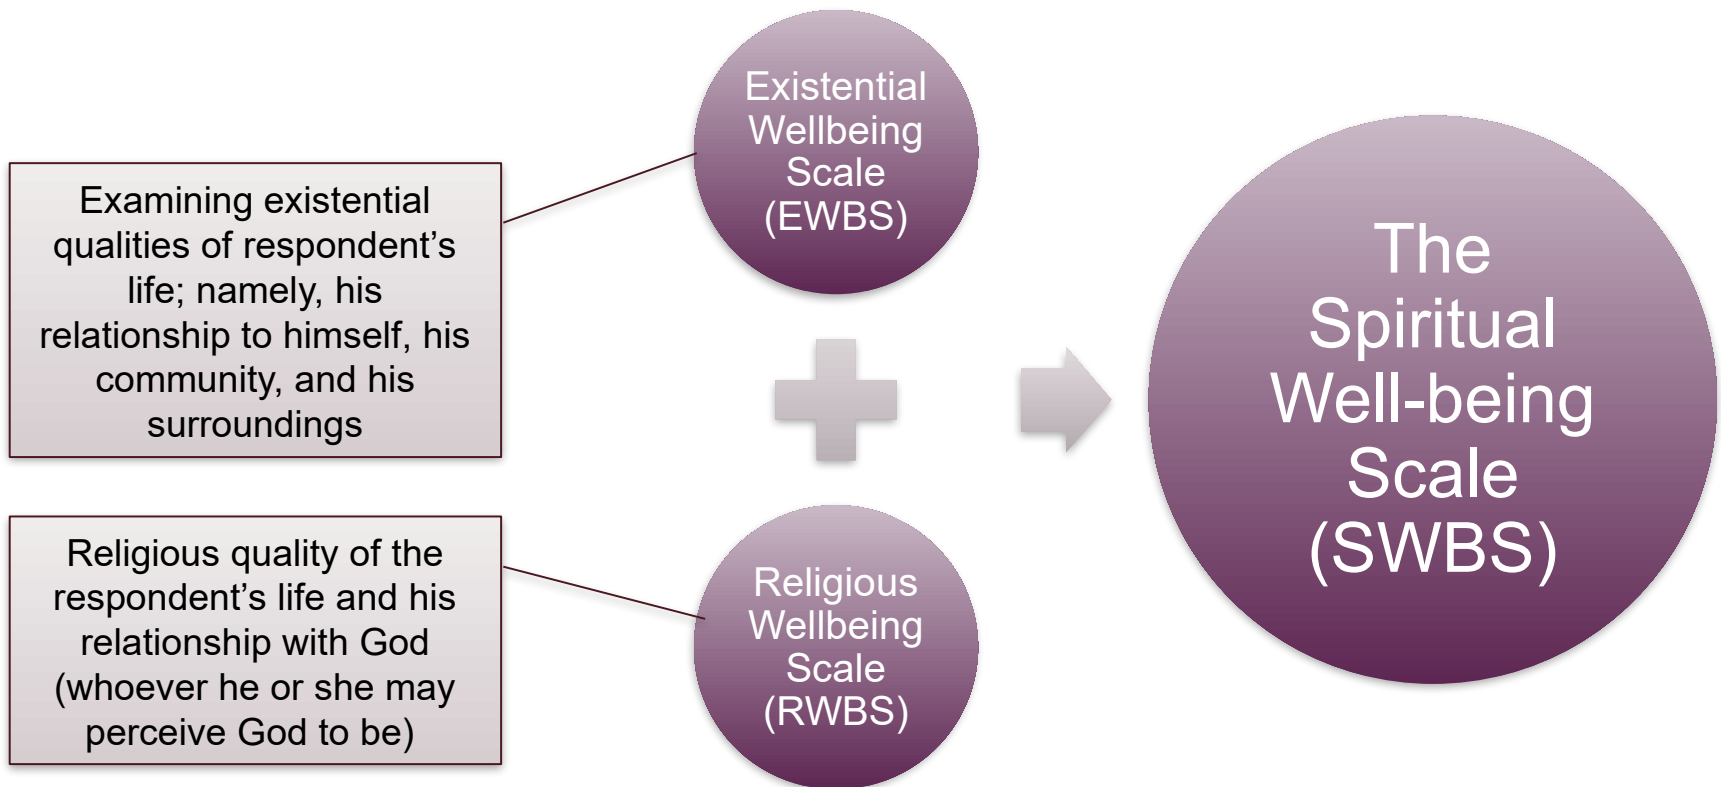 Existential
Wellbeing
Scale
(EWBS)
Examining existential
qualities of respondent’s
life; namely, his
relationship to himself, his
community, and his
surroundings
Religious quality of the
respondent’s life and his
relationship with God
(whoever he or she may
perceive God to be)
Religious
Wellbeing
Scale
(RWBS)
The
Spiritual
Well-being
Scale
(SWBS)